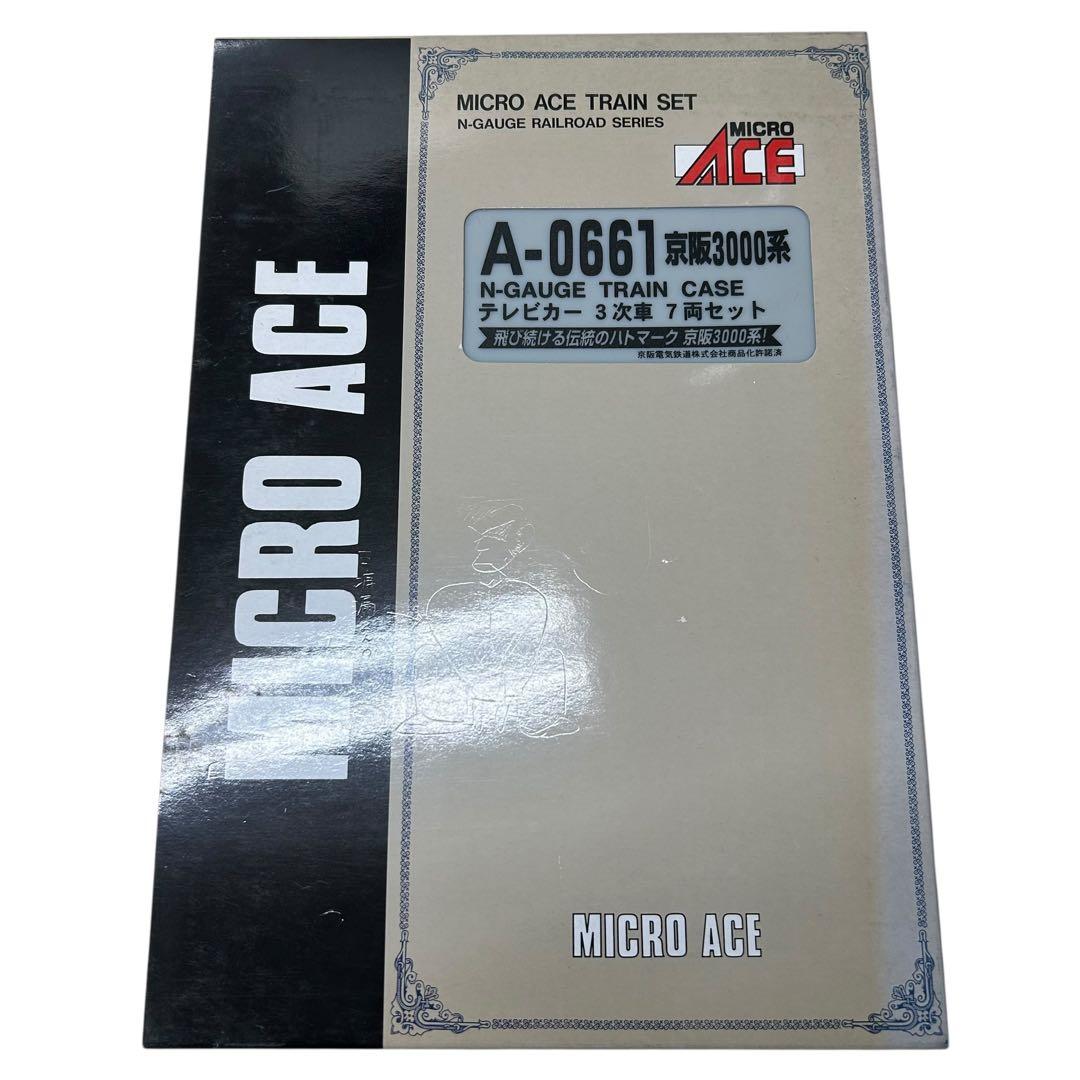 MICRO ACE
MICRO ACE TRAIN SET
N-GAUGE RAILROAD SERIES
MICRO
ACE
A-0661 京阪3000系
N-GAUGE TRAIN CASE
テレビカー 3次車 7両セット
飛び続ける伝統のハトマーク 京阪3000系!
京阪電気鉄道株式会社商品化許諾済
MICRO ACE